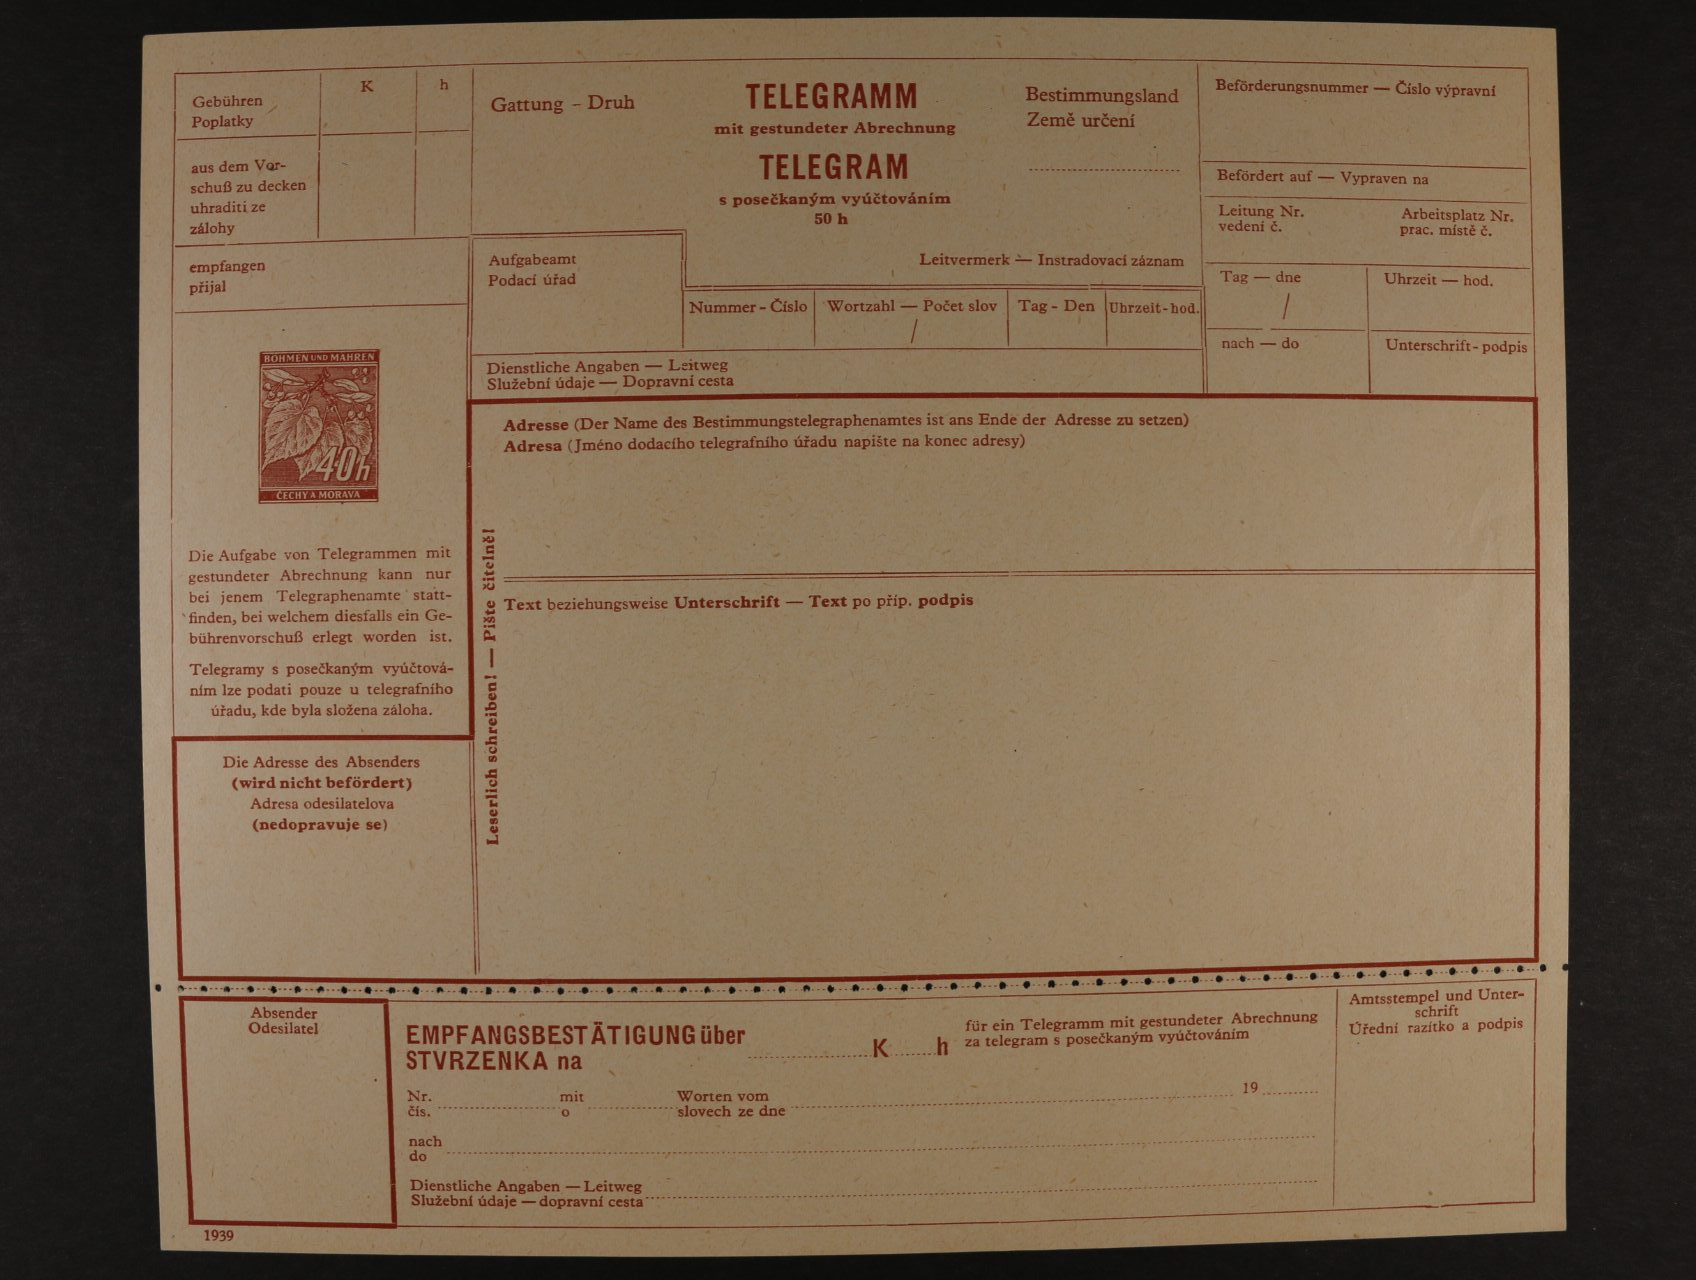 Gebühren
Poplatky
K
h
aus dem Vor-
schuß zu decken
uhraditi ze
zálohy
empfangen
přijal
Gattung - Druh
TELEGRAMM
mit gestundeter Abrechnung
TELEGRAM
s posečkaným vyúčtováním
50 h
Bestimmungsland
Země určení
Beförderungsnummer — Číslo výpravní
Befördert auf — Vypraven na
Leitung Nr.
vedení č.
Arbeitsplatz Nr.
prac. místě č.
Tag — dne
/
Uhrzeit — hod.
nach — do
Unterschrift - podpis
Aufgabeamt
Podací úřad
Leitvermerk — Instradovací záznam
Nummer - Číslo
Wortzahl — Počet slov
/
Tag - Den
Uhrzeit-hod.
Dienstliche Angaben — Leitweg
Služební údaje — Dopravní cesta
BÖHMEN UND MÄHREN
40h
ČECHY A MORAVA
Die Aufgabe von Telegrammen mit
gestundeter Abrechnung kann nur
bei jenem Telegraphenamte statt-
finden, bei welchem diesfalls ein Ge-
bührenvorschuß erlegt worden ist.
Telegramy s posečkaným vyúčtová-
ním lze podati pouze u telegrafního
úřadu, kde byla složena záloha.
Die Adresse des Absenders
(wird nicht befördert)
Adresa odesilatelova
(nedopravuje se)
Leserlich schreiben! — Pište čitelně!
Adresse (Der Name des Bestimmungstelegraphenamtes ist ans Ende der Adresse zu setzen)
Adresa (Jméno dodacího telegrafního úřadu napište na konec adresy)
Text beziehungsweise Unterschrift — Text po příp. podpis
Absender
Odesilatel
EMPFANGSBESTÄTIGUNG über
STVRZENKA na
K
h
für ein Telegramm mit gestundeter Abrechnung
za telegram s posečkaným vyúčtováním
Amtsstempel und Unter-
schrift
Úřední razítko a podpis
Nr.
čís.
mit
o
Worten vom
slovech ze dne
19
nach
do
Dienstliche Angaben — Leitweg
Služební údaje — dopravní cesta
1939